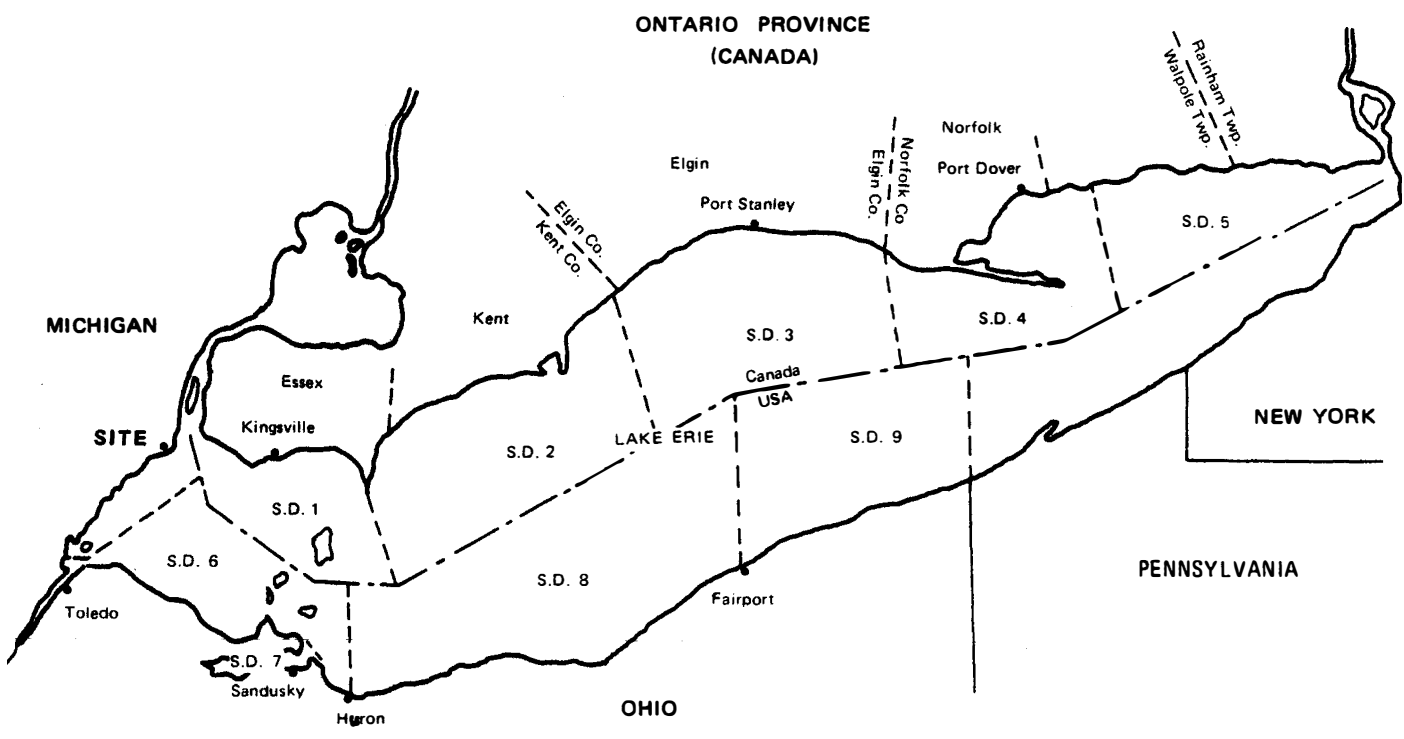 ONTARIO PROVINCE
(CANADA)
Rainham Twp.
Walpole Twp.
Norfolk
Port Dover
Norfolk Co
Elgin Co.
Elgin
Port Stanley
Elgin Co.
Kent Co.
S.D. 5
MICHIGAN
Kent
S.D. 3
S.D. 4
Essex
Canada
USA
Kingsville
SITE
NEW YORK
LAKE ERIE
S.D. 9
S.D. 2
S.D. 1
S.D. 6
S.D. 8
PENNSYLVANIA
Toledo
Fairport
S.D. 7
Sandusky
Huron
OHIO